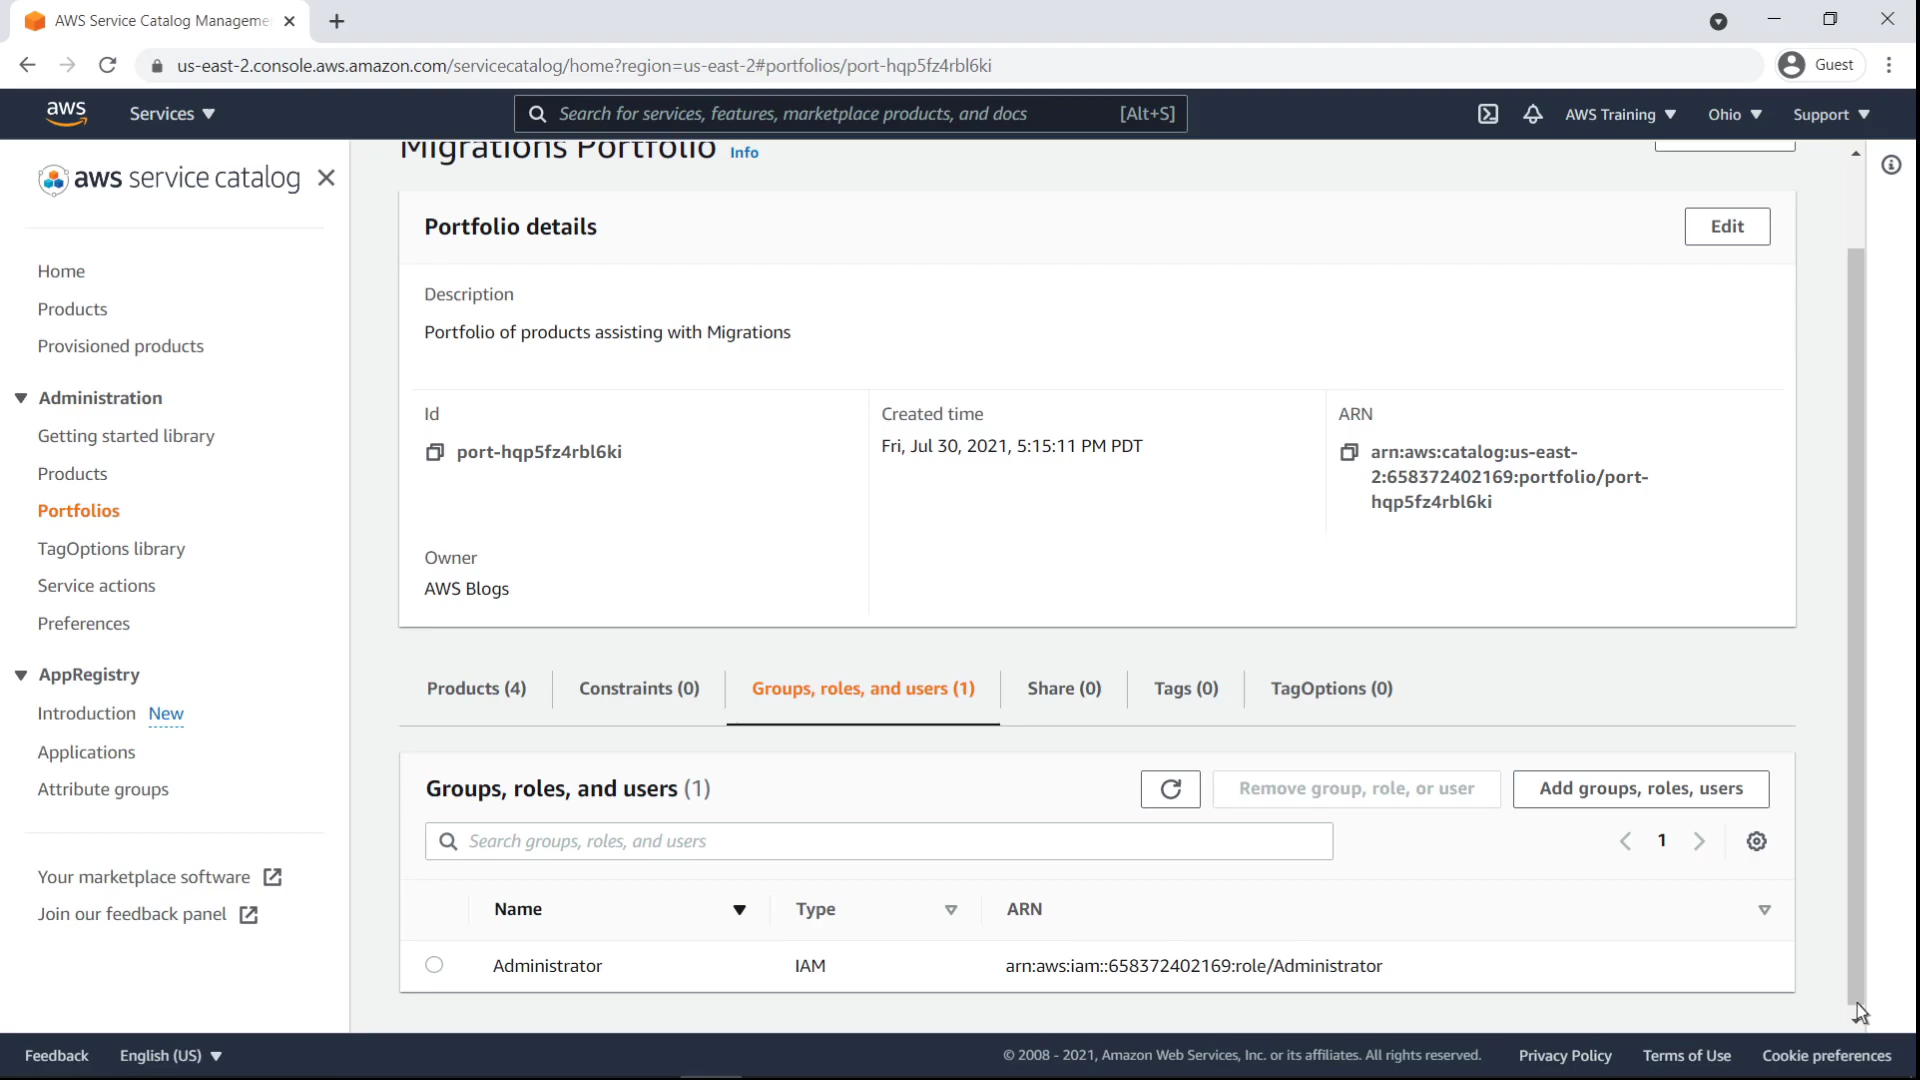 AWS Service Catalog Manageme
us-east-2.console.aws.amazon.com/servicecatalog/home?region=us-east-2#portfolios/port-hqp5fz4rbl6ki
Guest
aws
Services
Search for services, features, marketplace products, and docs
[Alt+S]
AWS Training
Ohio
Support
aws service catalog
Home
Products
Provisioned products
Administration
Getting started library
Products
Portfolios
TagOptions library
Service actions
Preferences
AppRegistry
Introduction New
Applications
Attribute groups
Your marketplace software
Join our feedback panel
Migrations Portfolio Info
Portfolio details
Edit
Description
Portfolio of products assisting with Migrations
Id
port-hqp5fz4rbl6ki
Created time
Fri, Jul 30, 2021, 5:15:11 PM PDT
ARN
arn:aws:catalog:us-east-
2:658372402169:portfolio/port-
hqp5fz4rbl6ki
Owner
AWS Blogs
Products (4)
Constraints (0)
Groups, roles, and users (1)
Share (0)
Tags (0)
TagOptions (0)
Groups, roles, and users (1)
Remove group, role, or user
Add groups, roles, users
Search groups, roles, and users
1
Name
Type
ARN
Administrator
IAM
arn:aws:iam::658372402169:role/Administrator
Feedback
English (US)
© 2008 - 2021, Amazon Web Services, Inc. or its affiliates. All rights reserved.
Privacy Policy
Terms of Use
Cookie preferences